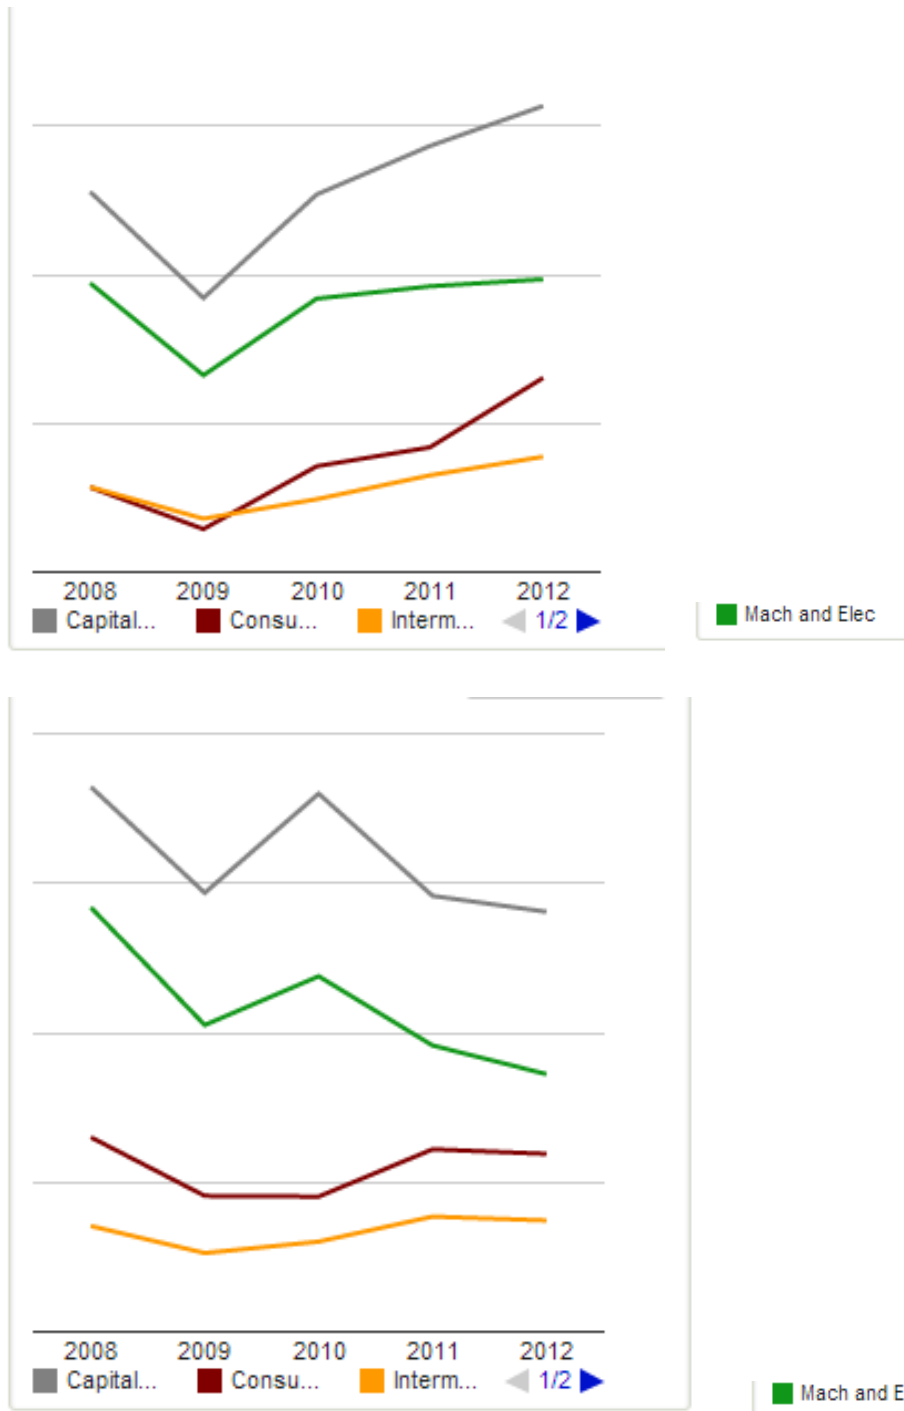 2008 2009 2010 2011 2012
Capital... Consu... Interm... 1/2
Mach and Elec
2008 2009 2010 2011 2012
Capital... Consu... Interm... 1/2
Mach and E